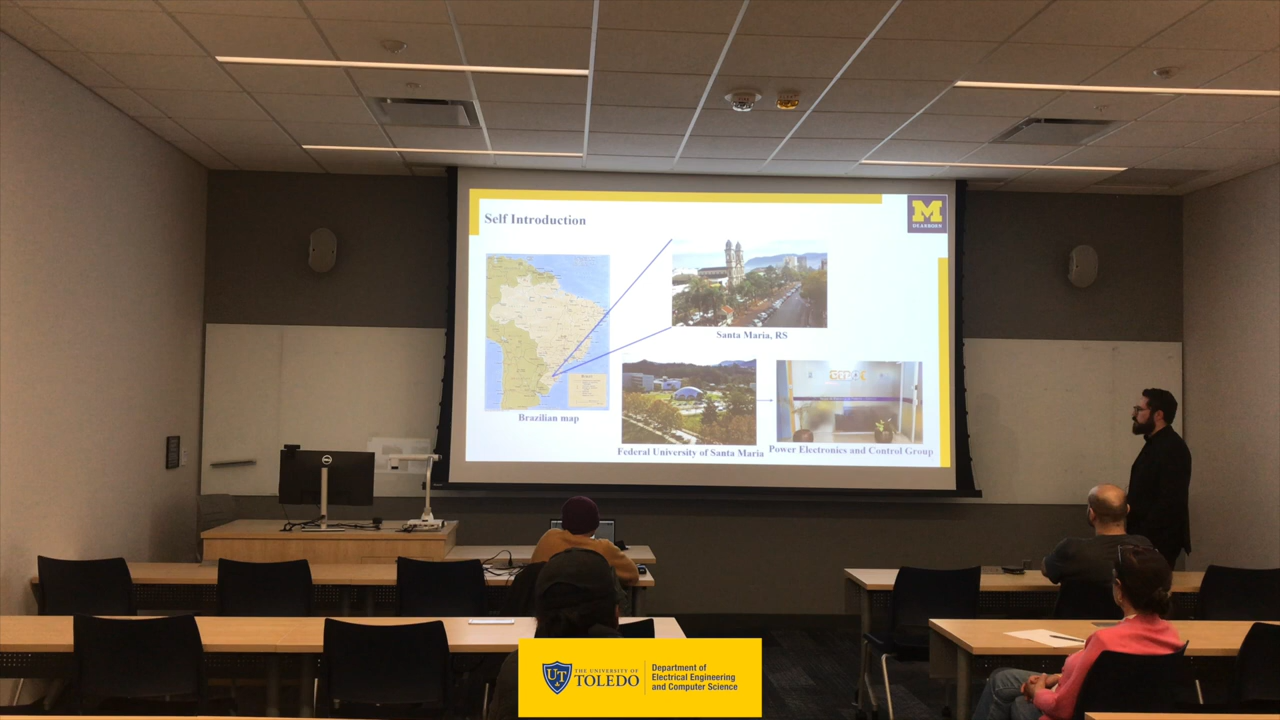 Self Introduction
M
DEARBORN
Santa Maria, RS
Brazilian map
Federal University of Santa Maria
Power Electronics and Control Group
DELL
UT
THE UNIVERSITY OF
TOLEDO
Department of
Electrical Engineering
and Computer Science